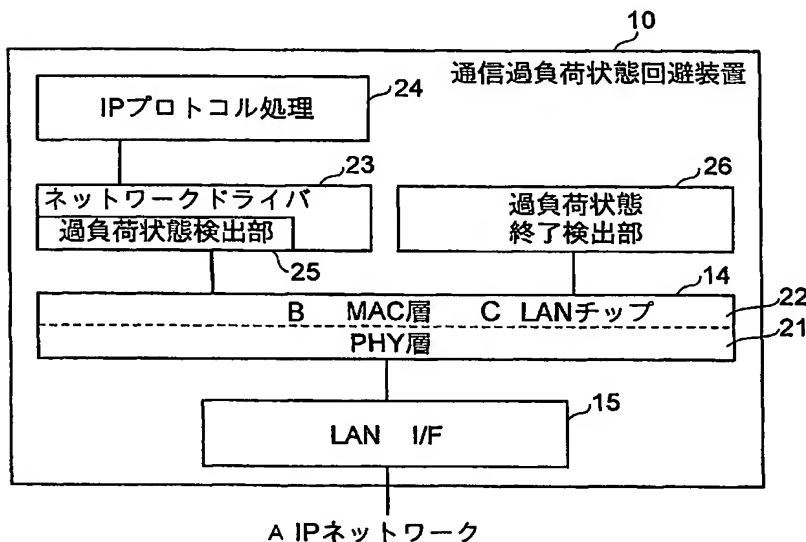 10
通信過負荷状態回避装置
IPプロトコル処理
24
23
ネットワークドライバ
過負荷状態検出部
25
26
過負荷状態
終了検出部
14
B MAC層 C LANチップ
22
PHY層
21
LAN I/F
15
A IPネットワーク